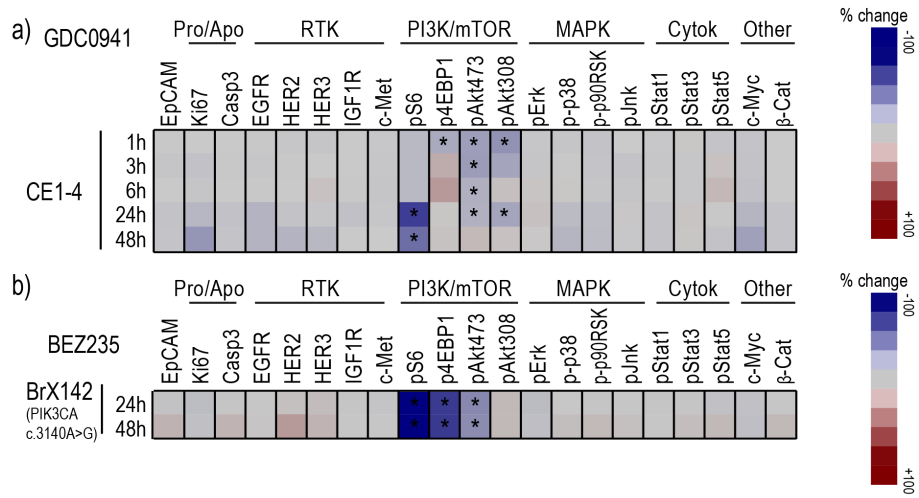 a) GDC0941
Pro/Apo RTK PI3K/mTOR MAPK Cytok Other
EpCAM Ki67 Casp3 EGFR HER2 HER3 IGF1R c-Met pS6 p4EBP1 pAkt473 pAkt308 pErk p-p38 p-p90RSK pJnk pStat1 pStat3 pStat5 c-Myc β-Cat
CE1-4
1h * * *
3h *
6h *
24h * * *
48h *
% change
-100
+100
b)
BEZ235
Pro/Apo RTK PI3K/mTOR MAPK Cytok Other
EpCAM Ki67 Casp3 EGFR HER2 HER3 IGF1R c-Met pS6 p4EBP1 pAkt473 pAkt308 pErk p-p38 p-p90RSK pJnk pStat1 pStat3 pStat5 c-Myc β-Cat
BrX142
(PIK3CA
c.3140A>G)
24h * * *
48h * * *
% change
-100
+100